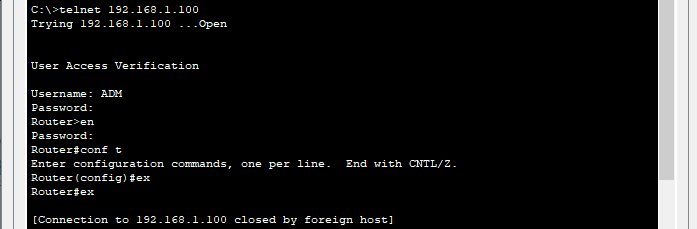 C:\>telnet 192.168.1.100
Trying 192.168.1.100 ...Open
User Access Verification
Username: ADM
Password:
Router>en
Password:
Router#conf t
Enter configuration commands, one per line.  End with CNTL/Z.
Router(config)#ex
Router#ex
[Connection to 192.168.1.100 closed by foreign host]